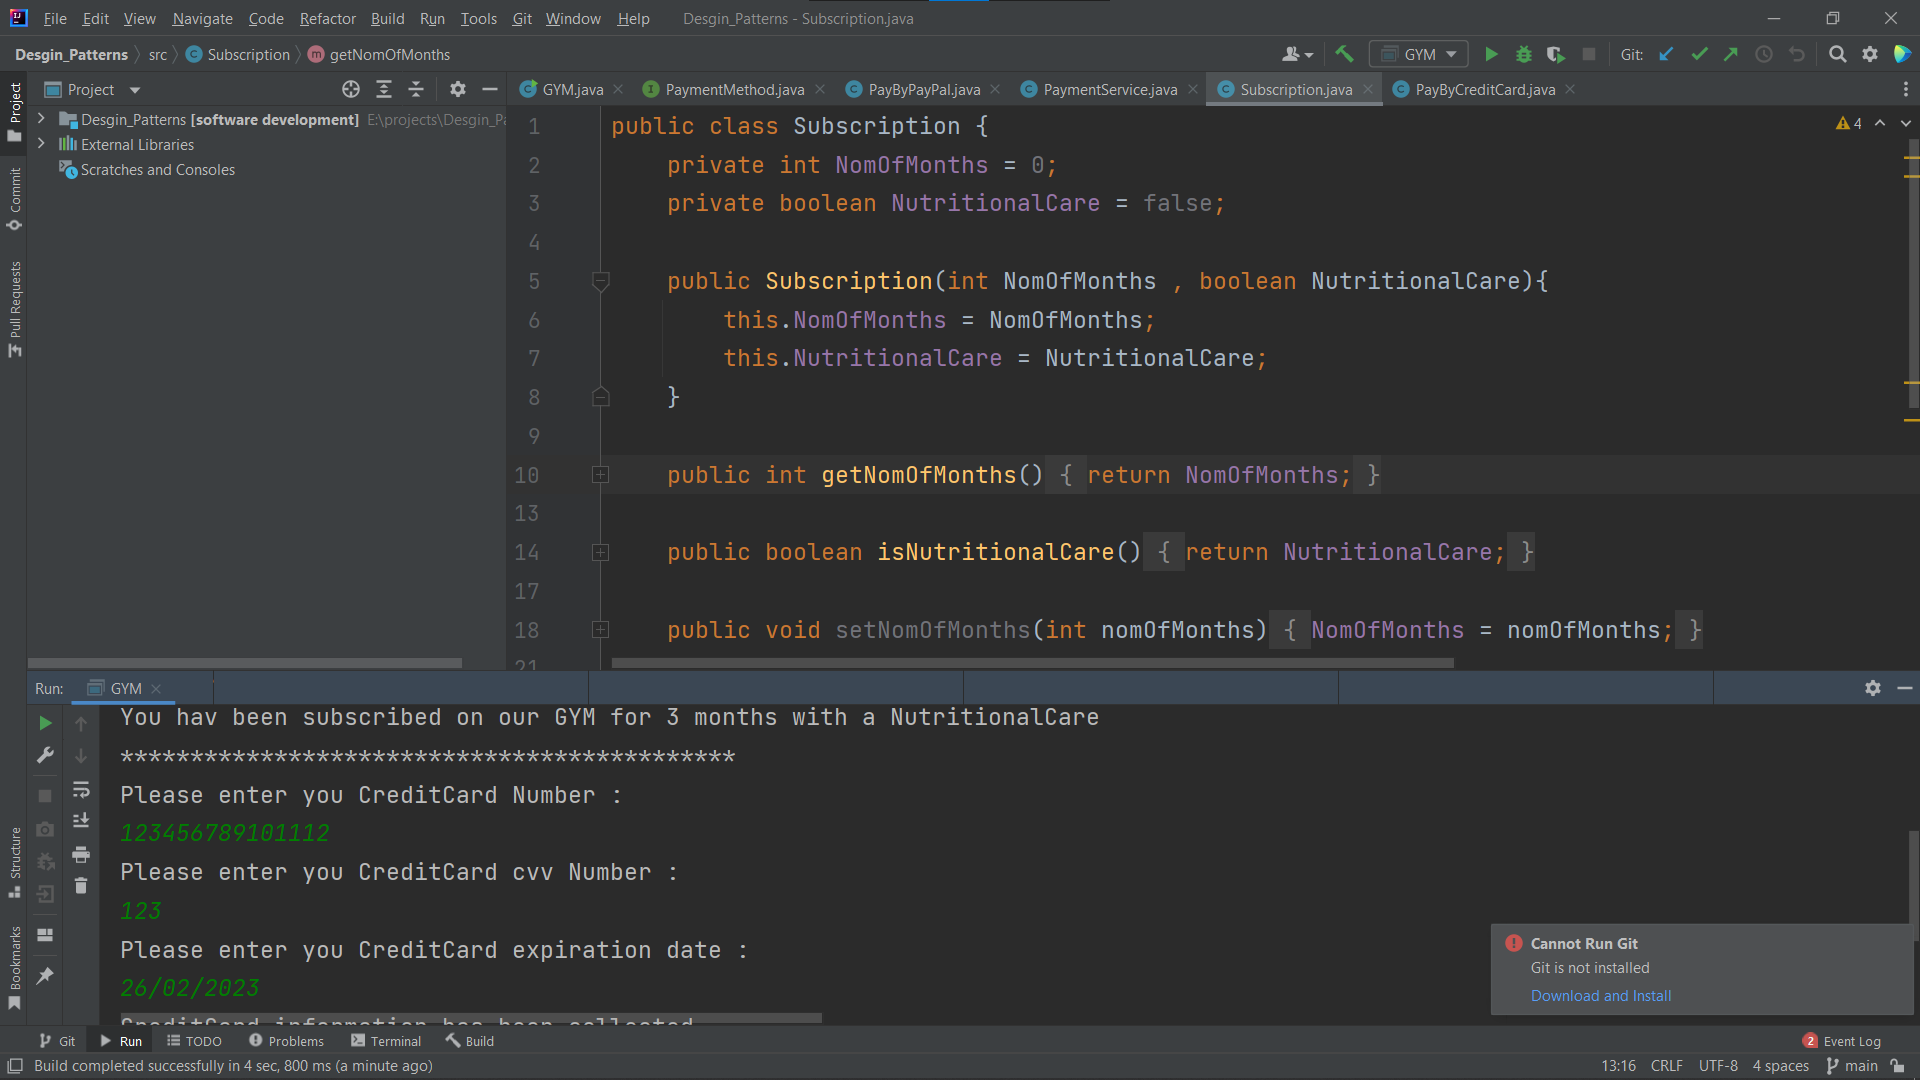 File Edit View Navigate Code Refactor Build Run Tools Git Window Help Desgin_Patterns - Subscription.java
Desgin_Patterns src Subscription getNomOfMonths GYM Git:
Project
Commit
Pull Requests
Structure
Bookmarks
Project
Desgin_Patterns [software development] E:\projects\Desgin_Pa
External Libraries
Scratches and Consoles
GYM.java PaymentMethod.java PayByPayPal.java PaymentService.java Subscription.java PayByCreditCard.java
4
1 public class Subscription {
2 private int NomOfMonths = 0;
3 private boolean NutritionalCare = false;
4
5 public Subscription(int NomOfMonths , boolean NutritionalCare){
6 this.NomOfMonths = NomOfMonths;
7 this.NutritionalCare = NutritionalCare;
8 }
9
10 public int getNomOfMonths() { return NomOfMonths; }
13
14 public boolean isNutritionalCare() { return NutritionalCare; }
17
18 public void setNomOfMonths(int nomOfMonths) { NomOfMonths = nomOfMonths; }
21
Run: GYM
You hav been subscribed on our GYM for 3 months with a NutritionalCare
********************************************
Please enter you CreditCard Number :
123456789101112
Please enter you CreditCard cvv Number :
123
Please enter you CreditCard expiration date :
26/02/2023
CreditCard information has been collected
Cannot Run Git
Git is not installed
Download and Install
Git Run TODO Problems Terminal Build 2 Event Log
Build completed successfully in 4 sec, 800 ms (a minute ago) 13:16 CRLF UTF-8 4 spaces main